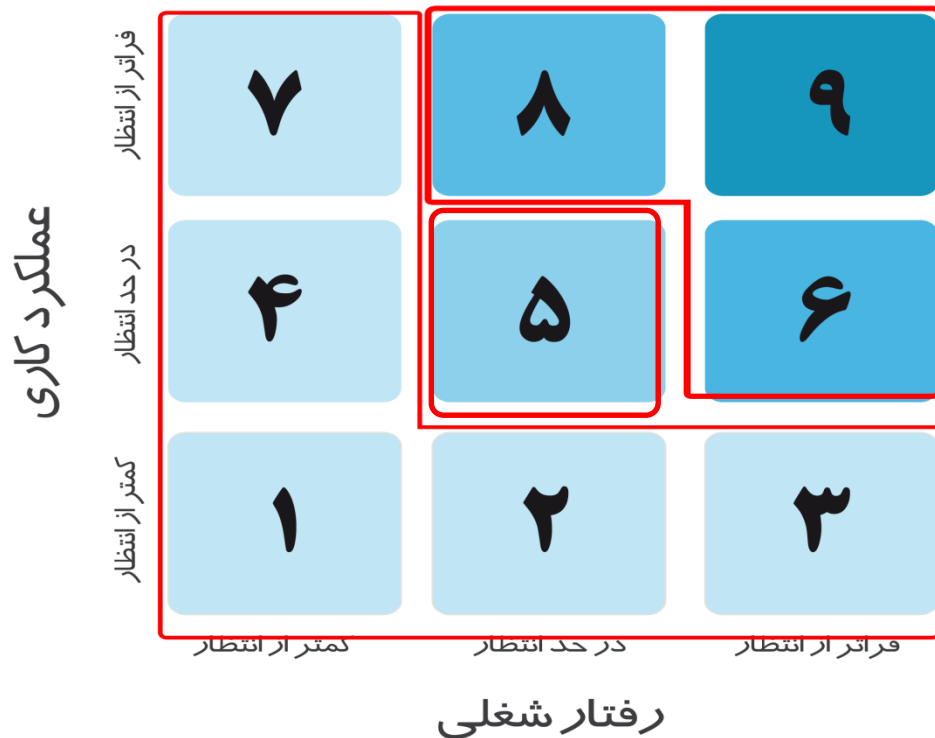 فراتر از انتظار
۷
۸
۹
عملکرد کاری
در حد انتظار
۴
۵
۶
کمتر از انتظار
۱
۲
۳
کمتر از انتظار
در حد انتظار
فراتر از انتظار
رفتار شغلی